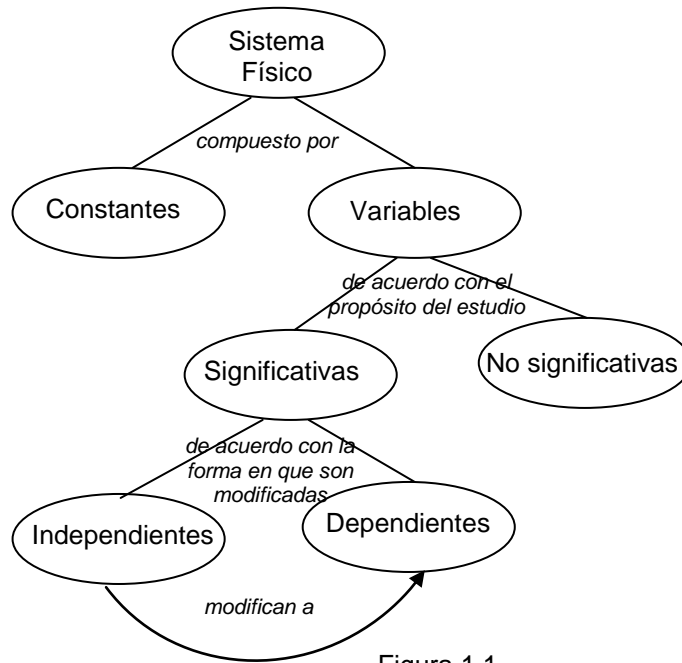 Sistema
Físico
compuesto por
Constantes
Variables
de acuerdo con el
propósito del estudio
Significativas
No significativas
de acuerdo con la
forma en que son
modificadas
Independientes
Dependientes
modifican a
Figura 1.1